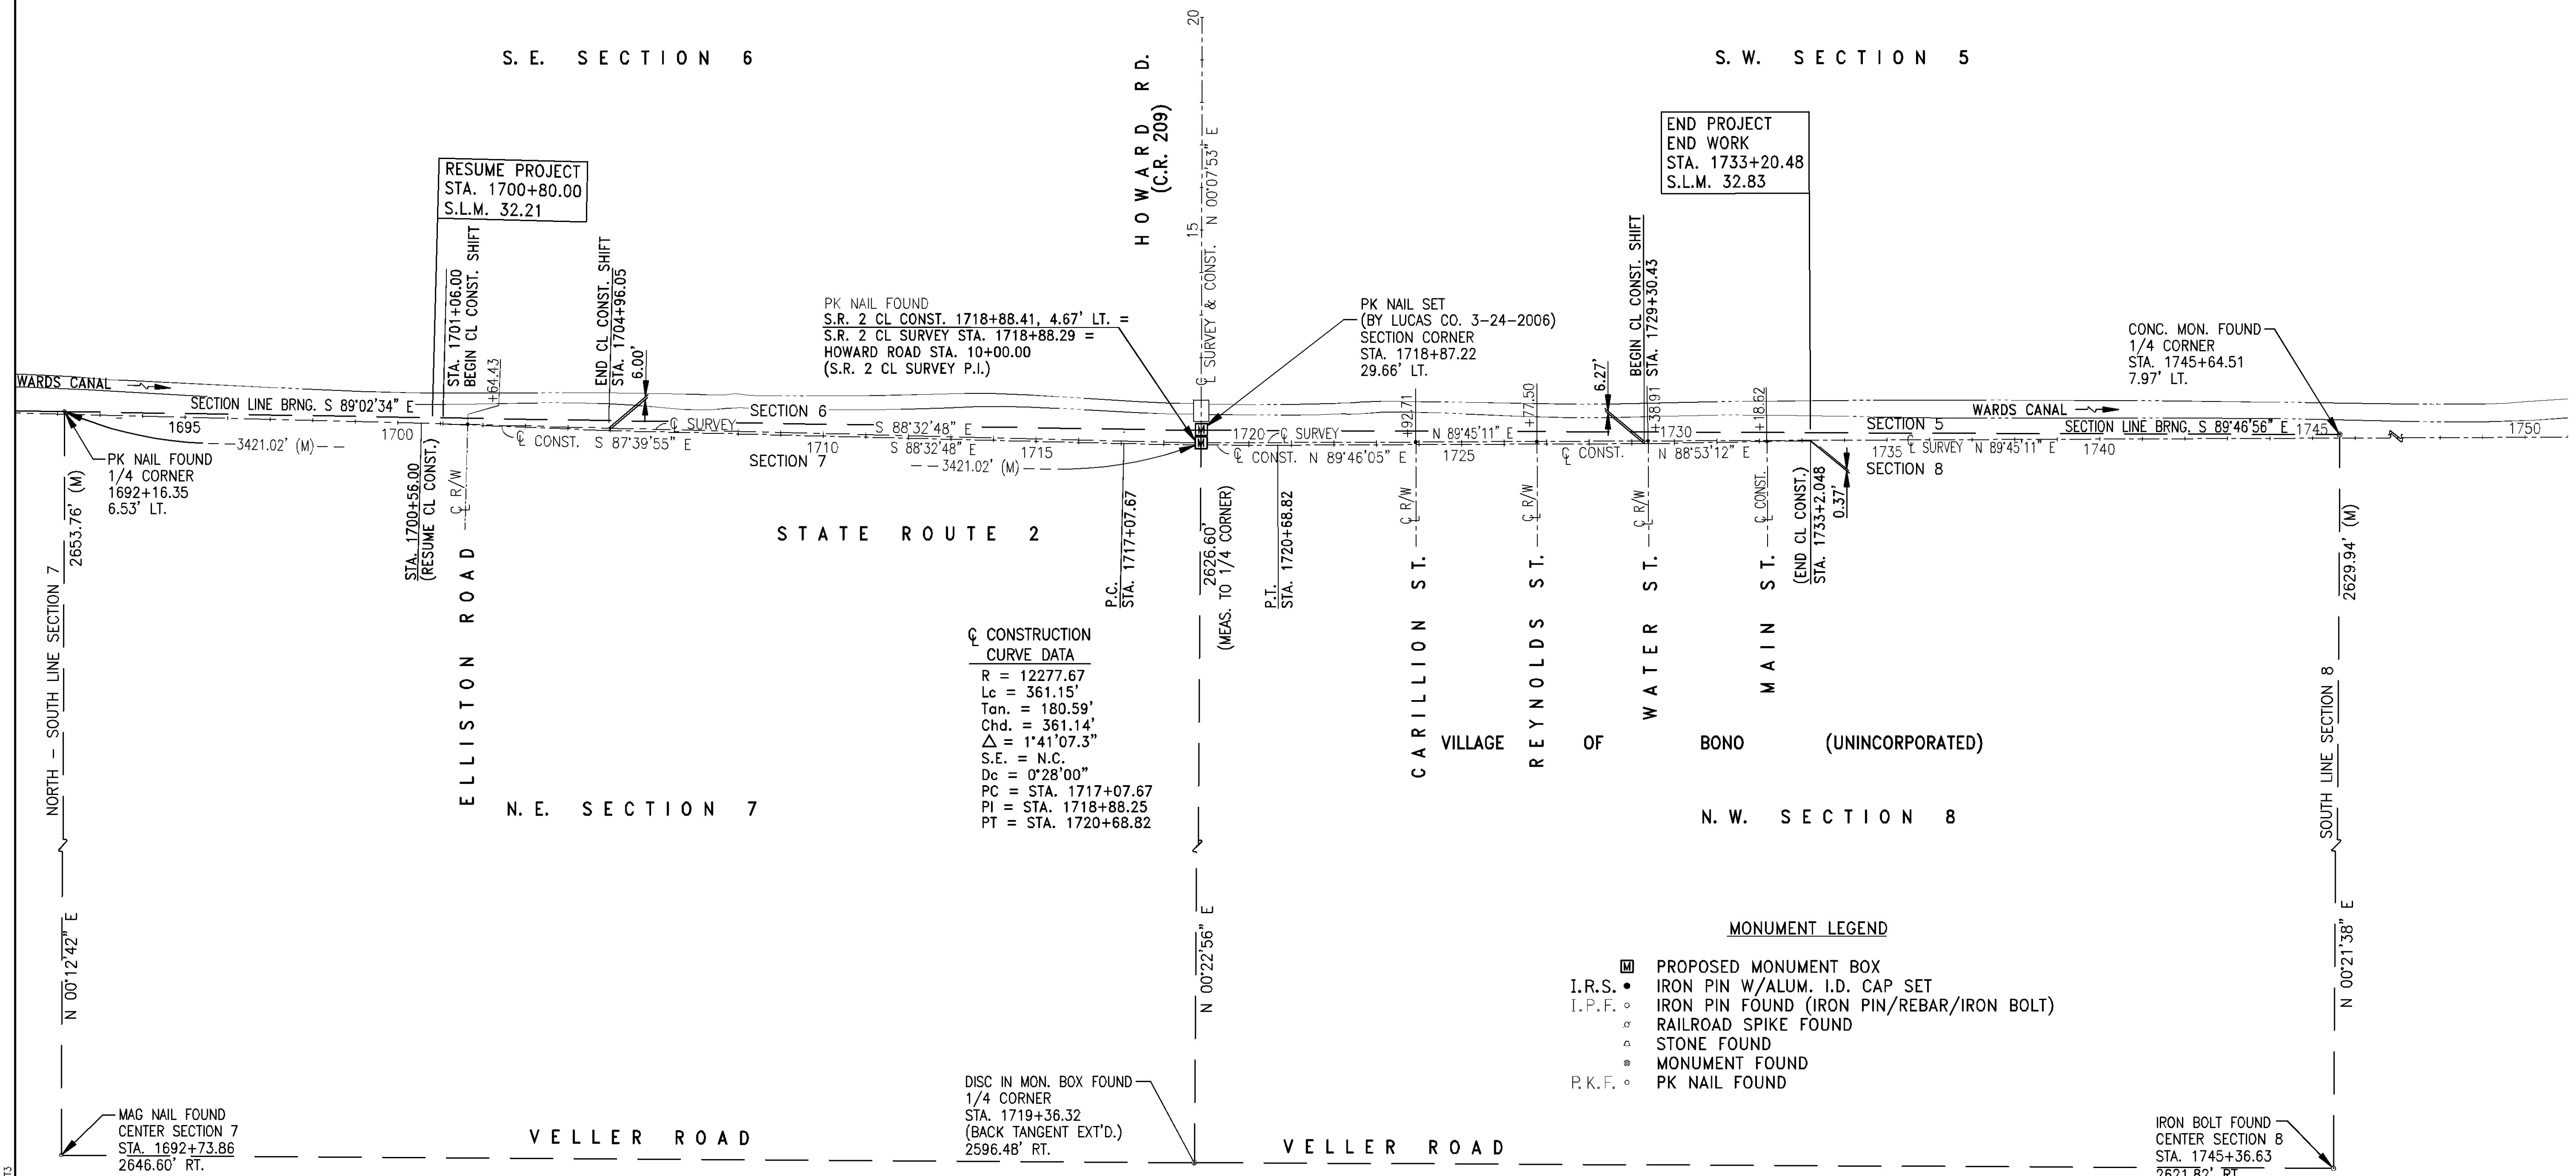 S. E. SECTION 6
S. W. SECTION 5
HOWARD RD.
(C.R. 209)
20
15
℄ SURVEY & CONST. N 00°07'53" E
RESUME PROJECT
STA. 1700+80.00
S.L.M. 32.21
END PROJECT
END WORK
STA. 1733+20.48
S.L.M. 32.83
STA. 1701+06.00
BEGIN CL CONST. SHIFT
+64.43
END CL CONST. SHIFT
STA. 1704+96.05
6.00'
PK NAIL FOUND
S.R. 2 CL CONST. 1718+88.41, 4.67' LT. =
S.R. 2 CL SURVEY STA. 1718+88.29 =
HOWARD ROAD STA. 10+00.00
(S.R. 2 CL SURVEY P.I.)
PK NAIL SET
(BY LUCAS CO. 3-24-2006)
SECTION CORNER
STA. 1718+87.22
29.66' LT.
6.27'
BEGIN CL CONST. SHIFT
STA. 1729+30.43
CONC. MON. FOUND
1/4 CORNER
STA. 1745+64.51
7.97' LT.
+92.71
+77.50
+38.91
+18.62
WARDS CANAL
SECTION LINE BRNG. S 89°02'34" E
SECTION 6
WARDS CANAL
1695
1700
℄ SURVEY
S 88°32'48" E
1720
℄ SURVEY
N 89°45'11" E
1730
SECTION 5
SECTION LINE BRNG. S 89°46'56" E
1745
1750
3421.02' (M)
℄ CONST. S 87°39'55" E
1710
S 88°32'48" E
1715
℄ CONST. N 89°46'05" E
1725
℄ CONST.
N 88°53'12" E
1735
℄ SURVEY N 89°45'11" E
1740
SECTION 7
3421.02' (M)
SECTION 8
PK NAIL FOUND
1/4 CORNER
1692+16.35
6.53' LT.
2653.76' (M)
NORTH - SOUTH LINE SECTION 7
N 00°12'42" E
STA. 1700+56.00
(RESUME CL CONST.)
℄ R/W
ELLISTON ROAD
STATE ROUTE 2
P.C.
STA. 1717+07.67
2626.60'
(MEAS. TO 1/4 CORNER)
P.T.
STA. 1720+68.82
℄ R/W
CARILLION ST.
℄ R/W
REYNOLDS ST.
℄ R/W
WATER ST.
℄ CONST.
MAIN ST.
(END CL CONST.)
STA. 1733+2.048
0.37'
2629.94' (M)
SOUTH LINE SECTION 8
N 00°21'38" E
℄ CONSTRUCTION
CURVE DATA
R = 12277.67
Lc = 361.15'
Tan. = 180.59'
Chd. = 361.14'
△ = 1°41'07.3"
S.E. = N.C.
Dc = 0°28'00"
PC = STA. 1717+07.67
PI = STA. 1718+88.25
PT = STA. 1720+68.82
VILLAGE OF BONO (UNINCORPORATED)
N. E. SECTION 7
N. W. SECTION 8
N 00°22'56" E
MONUMENT LEGEND
M PROPOSED MONUMENT BOX
I.R.S. ● IRON PIN W/ALUM. I.D. CAP SET
I.P.F. ○ IRON PIN FOUND (IRON PIN/REBAR/IRON BOLT)
RAILROAD SPIKE FOUND
STONE FOUND
MONUMENT FOUND
P.K.F. ○ PK NAIL FOUND
MAG NAIL FOUND
CENTER SECTION 7
STA. 1692+73.86
2646.60' RT.
VELLER ROAD
DISC IN MON. BOX FOUND
1/4 CORNER
STA. 1719+36.32
(BACK TANGENT EXT'D.)
2596.48' RT.
VELLER ROAD
IRON BOLT FOUND
CENTER SECTION 8
STA. 1745+36.63
2621.82' RT.